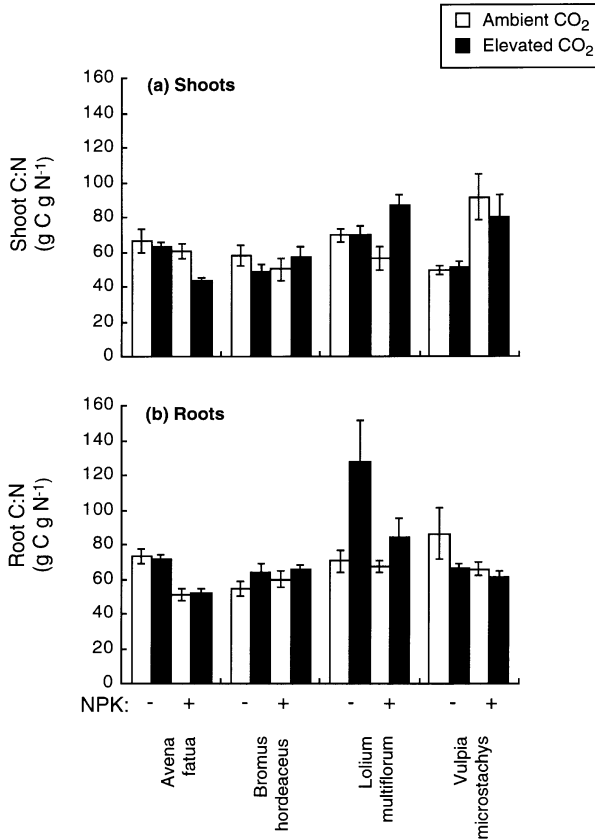 Ambient CO2
Elevated CO2
(a) Shoots
Shoot C:N
(g C g N-1)
160
140
120
100
80
60
40
20
0
(b) Roots
Root C:N
(g C g N-1)
160
140
120
100
80
60
40
20
0
NPK: - + - + - + - +
Avena
fatua
Bromus
hordeaceus
Lolium
multiflorum
Vulpia
microstachys